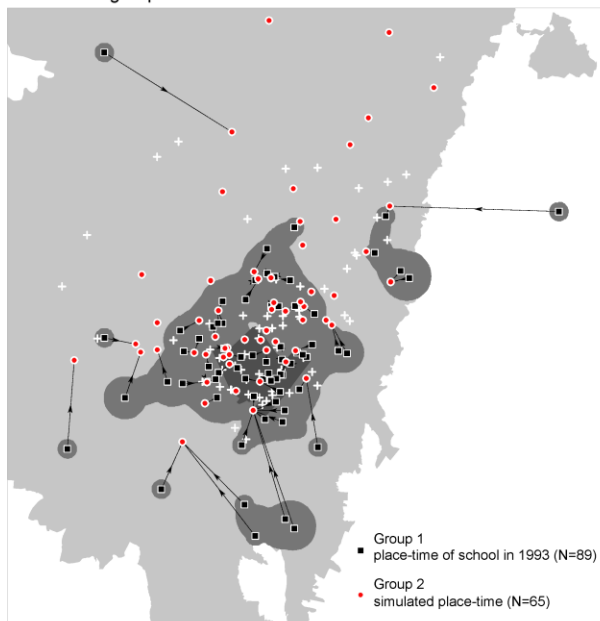 Group 1
place-time of school in 1993 (N=89)
Group 2
simulated place-time (N=65)